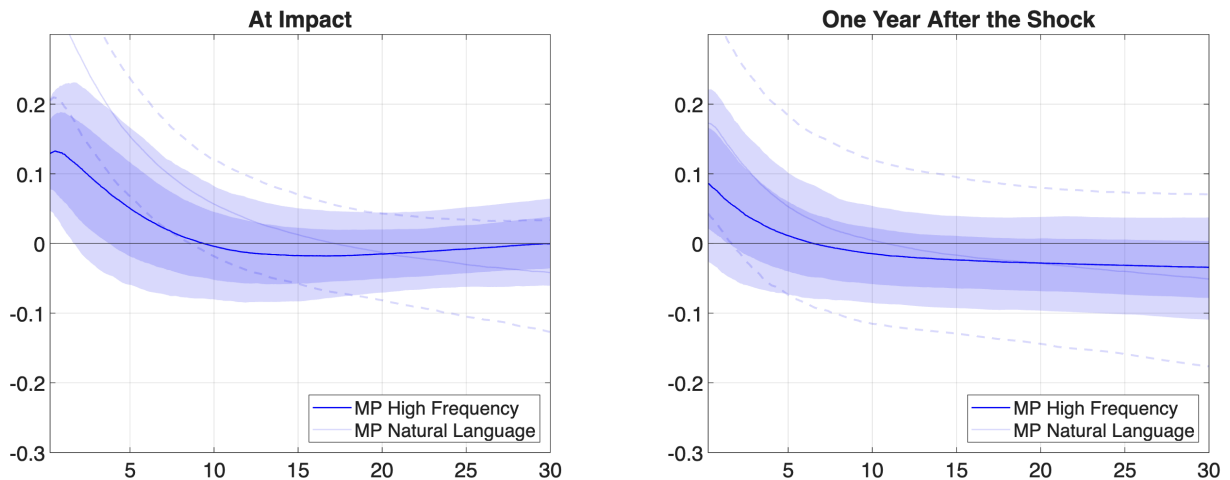 At Impact
0.2
0.1
0
-0.1
-0.2
-0.3
5 10 15 20 25 30
MP High Frequency
MP Natural Language
One Year After the Shock
0.2
0.1
0
-0.1
-0.2
-0.3
5 10 15 20 25 30
MP High Frequency
MP Natural Language